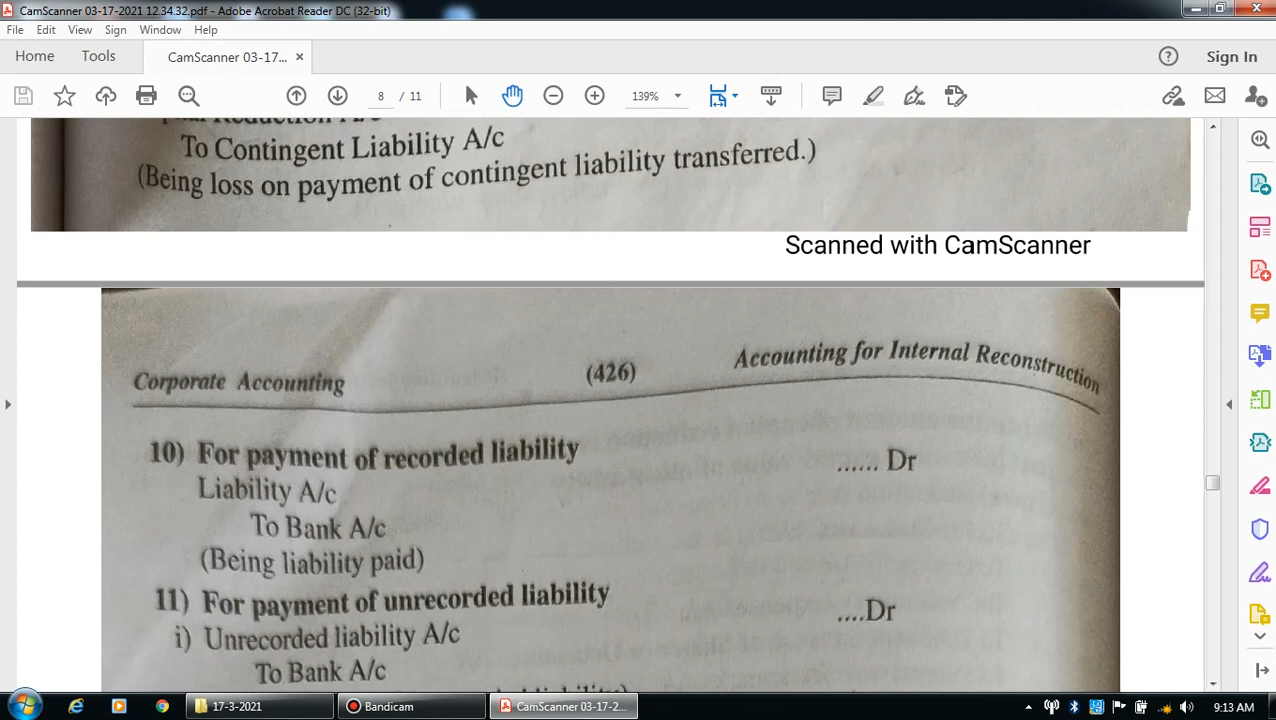 CamScanner 03-17-2021 12.34.32.pdf - Adobe Acrobat Reader DC (32-bit)
File Edit View Sign Window Help
Home Tools CamScanner 03-17... × Sign In
8 / 11 139%
To Contingent Liability A/c
(Being loss on payment of contingent liability transferred.)
Scanned with CamScanner
Corporate Accounting (426) Accounting for Internal Reconstruction
10) For payment of recorded liability
Liability A/c ...... Dr
To Bank A/c
(Being liability paid)
11) For payment of unrecorded liability
i) Unrecorded liability A/c ....Dr
To Bank A/c
17-3-2021 Bandicam CamScanner 03-17-2... 9:13 AM